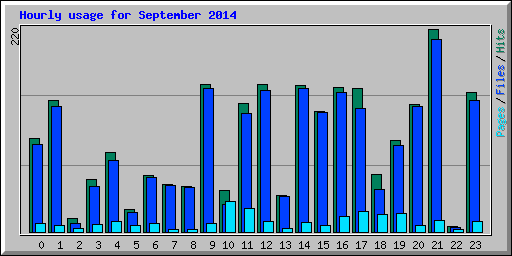 Hourly usage for September 2014
220
Pages / Files / Hits
0 1 2 3 4 5 6 7 8 9 10 11 12 13 14 15 16 17 18 19 20 21 22 23